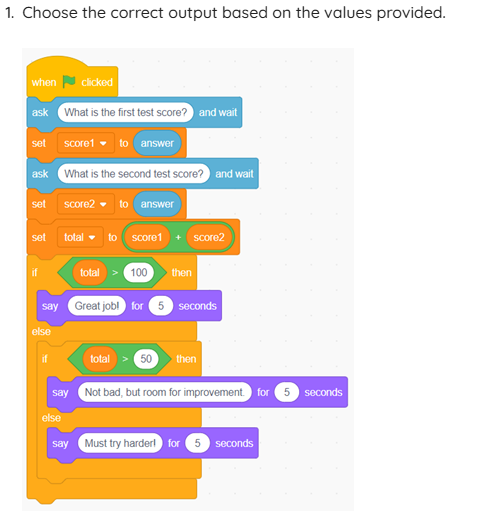 1. Choose the correct output based on the values provided.
when clicked
ask What is the first test score? and wait
set score1 to answer
ask What is the second test score? and wait
set score2 to answer
set total to score1 + score2
if total > 100 then
say Great job! for 5 seconds
else
if total > 50 then
say Not bad, but room for improvement. for 5 seconds
else
say Must try harder! for 5 seconds